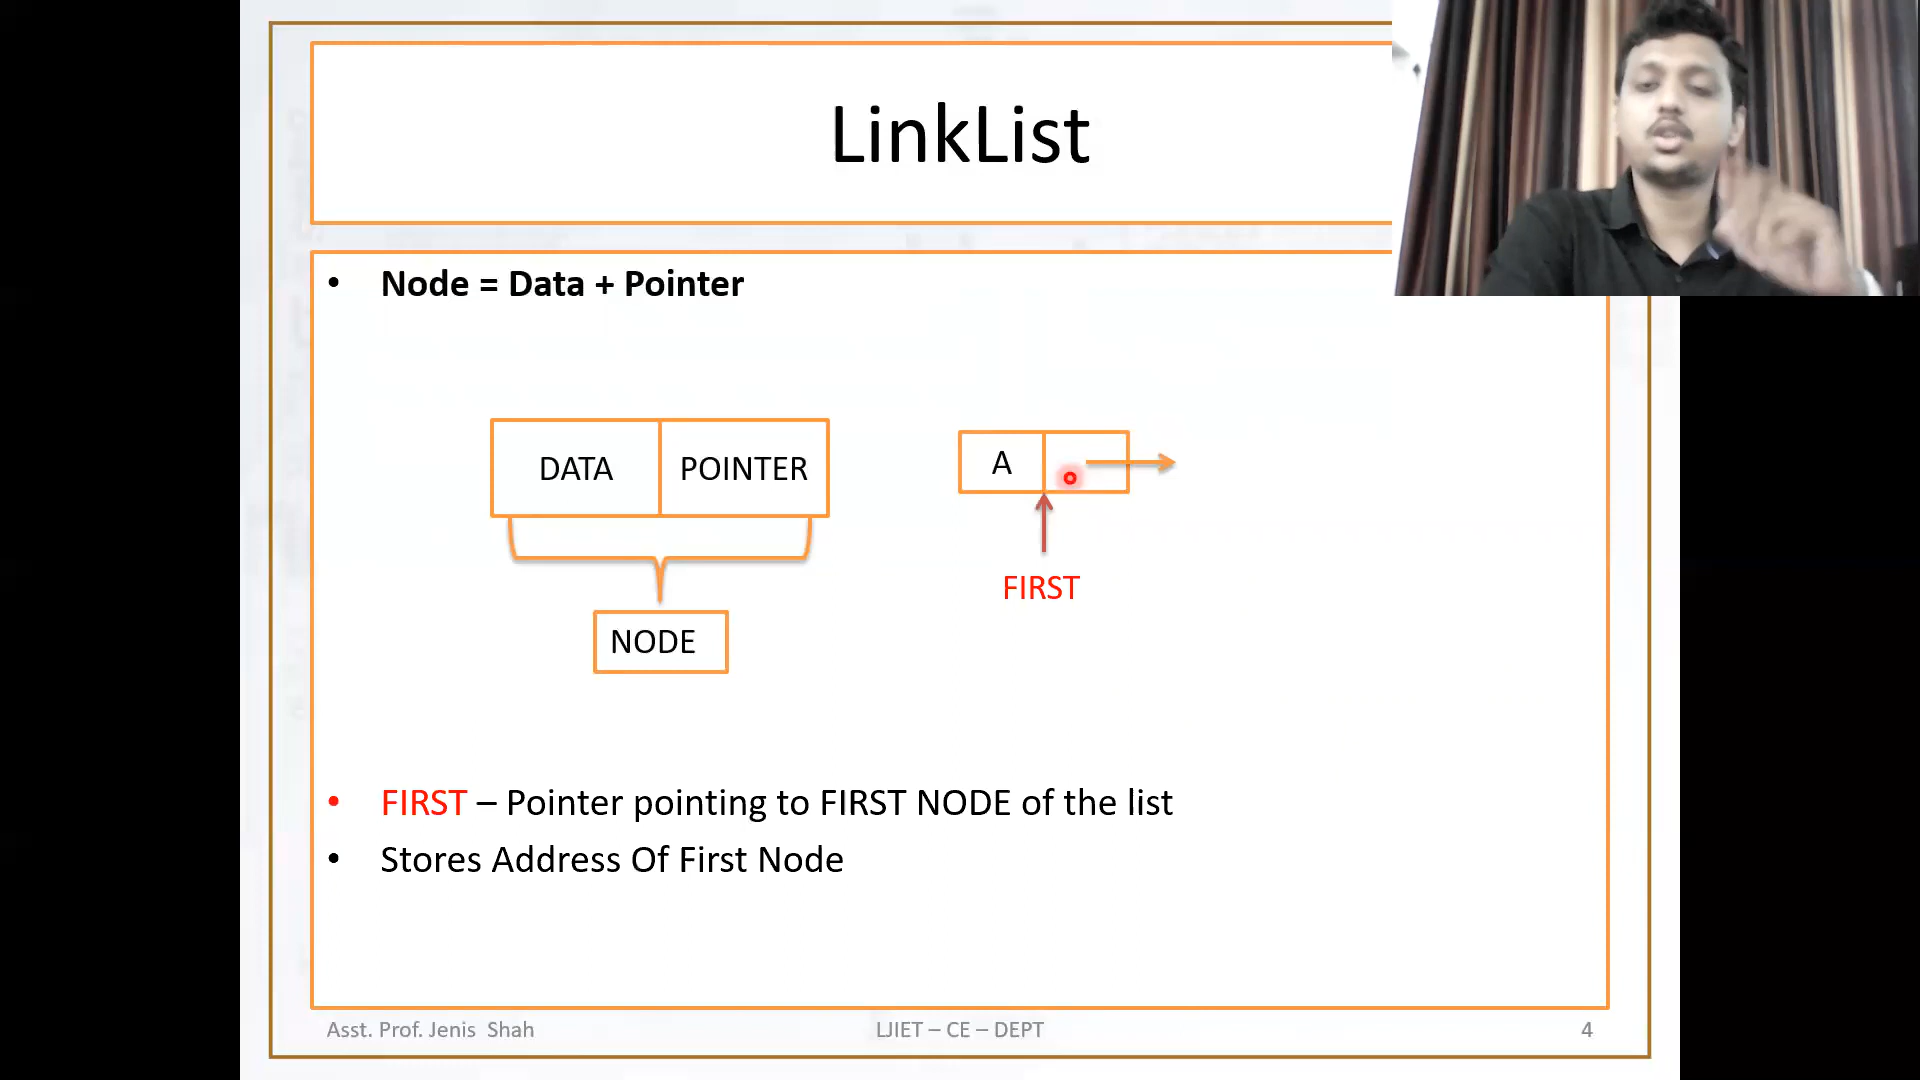 LinkList
• Node = Data + Pointer
DATA POINTER
A
NODE
FIRST
• FIRST – Pointer pointing to FIRST NODE of the list
• Stores Address Of First Node
Asst. Prof. Jenis Shah LJIET – CE – DEPT 4